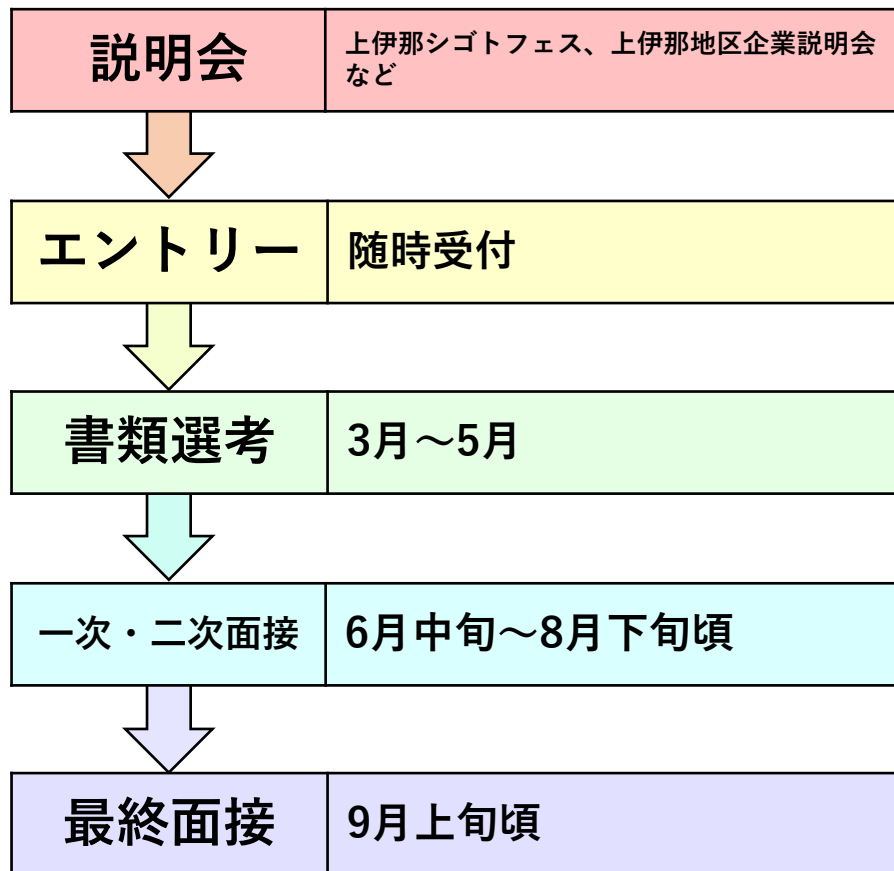 説明会
上伊那シゴトフェス、上伊那地区企業説明会
など
エントリー
随時受付
書類選考
3月～5月
一次・二次面接
6月中旬～8月下旬頃
最終面接
9月上旬頃